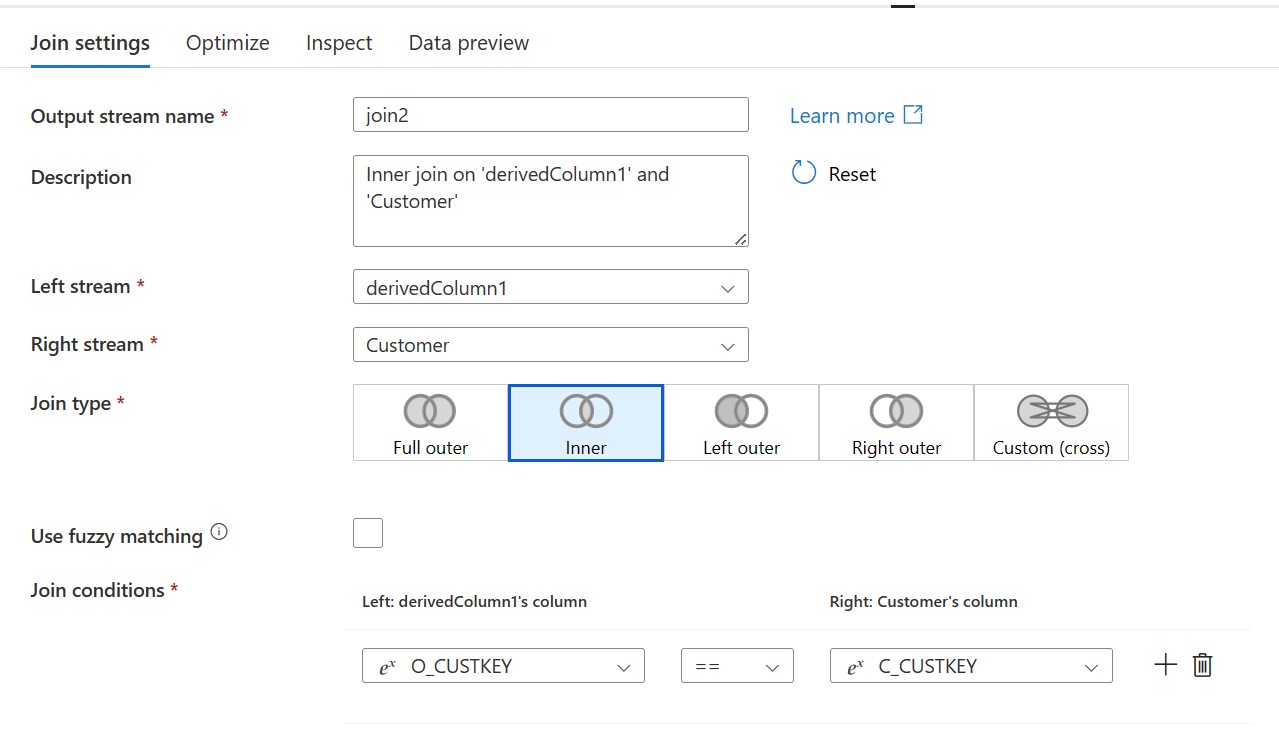 Join settings Optimize Inspect Data preview
Output stream name * join2 Learn more
Description Inner join on 'derivedColumn1' and
'Customer'
Reset
Left stream * derivedColumn1
Right stream * Customer
Join type *
Full outer Inner Left outer Right outer Custom (cross)
Use fuzzy matching
Join conditions *
Left: derivedColumn1's column Right: Customer's column
eˣ O_CUSTKEY == eˣ C_CUSTKEY